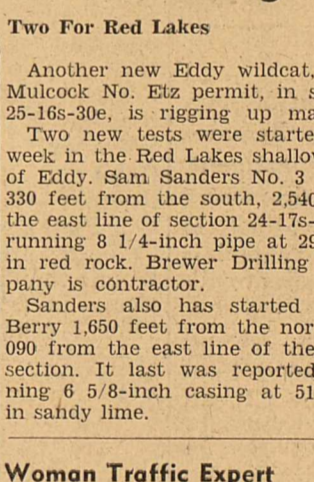 Two For Red Lakes
Another new Eddy wildcat,
Mulcock No. Etz permit, in s
25-16s-30e, is rigging up ma
Two new tests were starte
week in the Red Lakes shallo
of Eddy. Sam Sanders No. 3
330 feet from the south, 2,540
the east line of section 24-17s-
running 8 1/4-inch pipe at 29
in red rock. Brewer Drilling
pany is contractor.
Sanders also has started
Berry 1,650 feet from the nor
090 from the east line of the
section. It last was reported
ning 6 5/8-inch casing at 51
in sandy lime.
Woman Traffic Expert